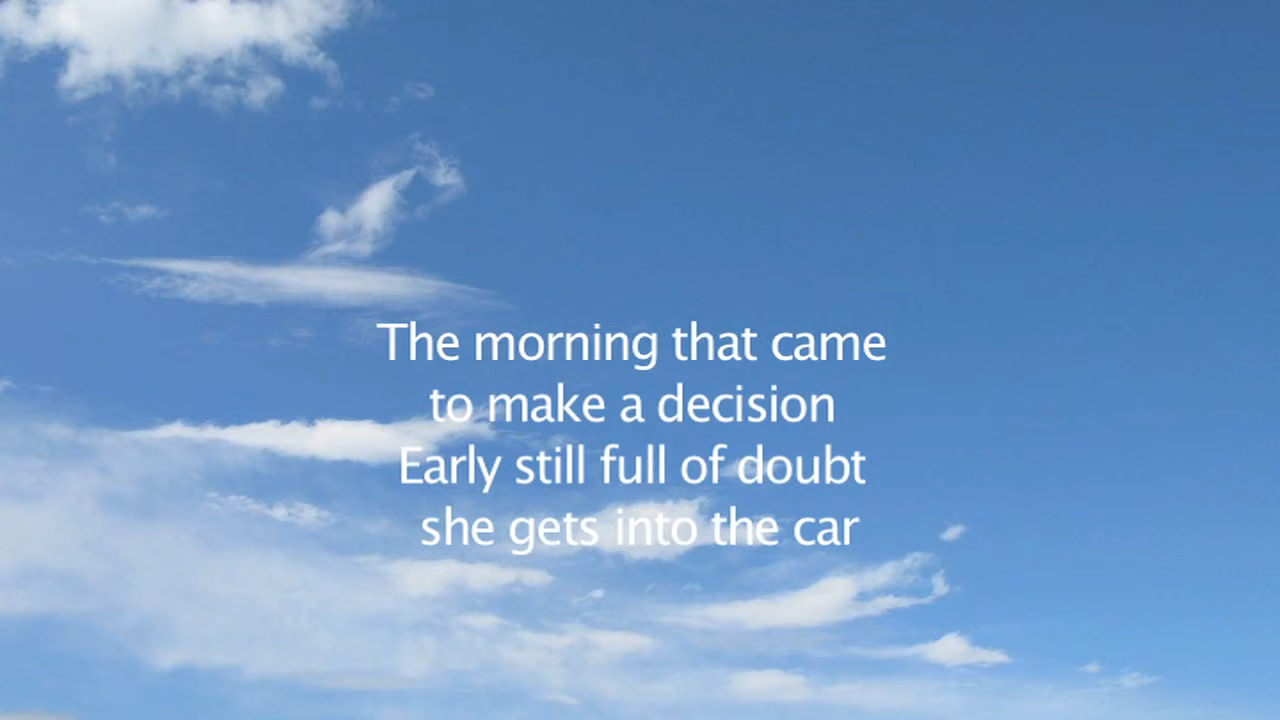 The morning that came
to make a decision
Early still full of doubt
she gets into the car